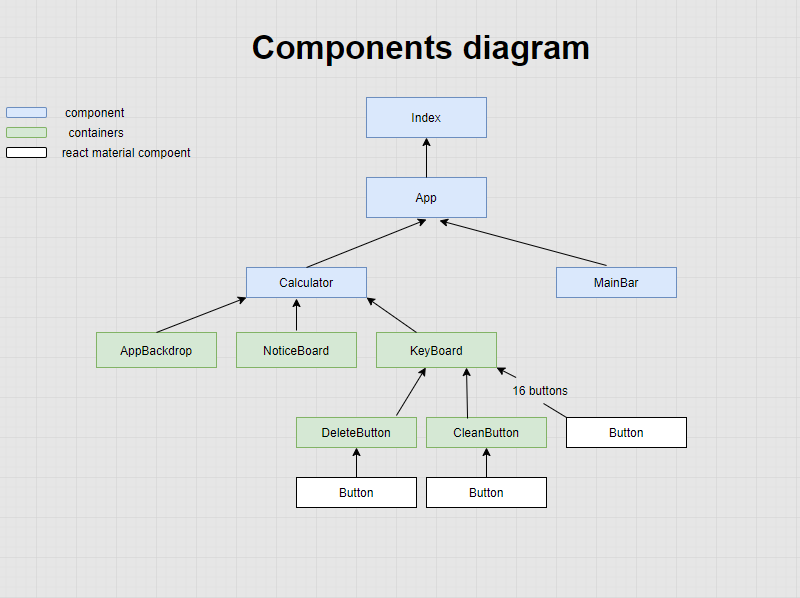 Components diagram
component
containers
react material compoent
Index
App
Calculator
MainBar
AppBackdrop
NoticeBoard
KeyBoard
16 buttons
DeleteButton
CleanButton
Button
Button
Button